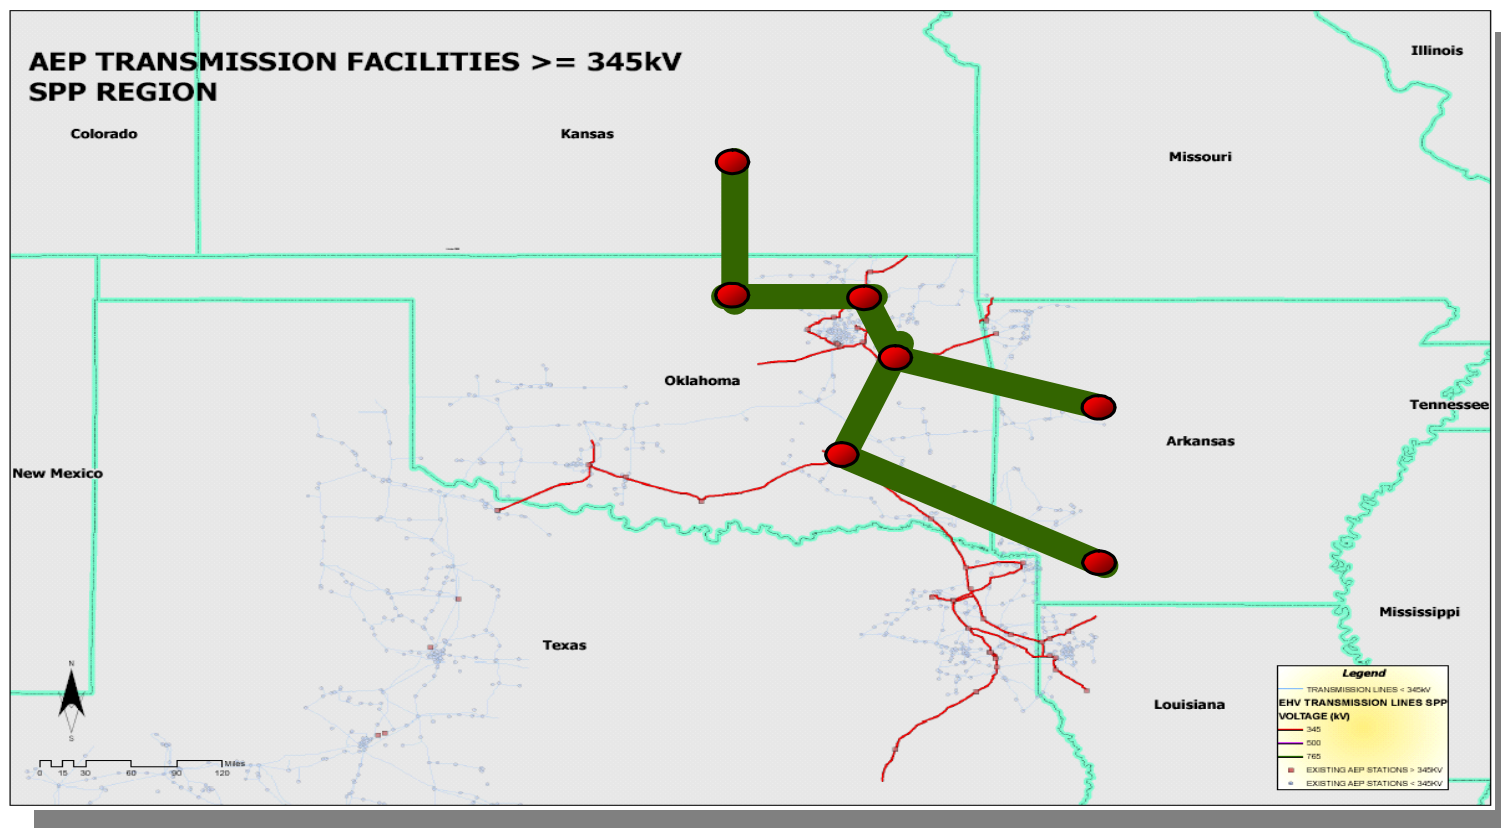 AEP TRANSMISSION FACILITIES >= 345kV
SPP REGION
Illinois
Colorado
Kansas
Missouri
Oklahoma
Tennessee
Arkansas
New Mexico
Mississippi
Texas
Louisiana
N
S
Miles
0 15 30 60 90 120
Legend
TRANSMISSION LINES < 345kV
EHV TRANSMISSION LINES SPP
VOLTAGE (kV)
345
500
765
EXISTING AEP STATIONS > 345KV
EXISTING AEP STATIONS < 345KV